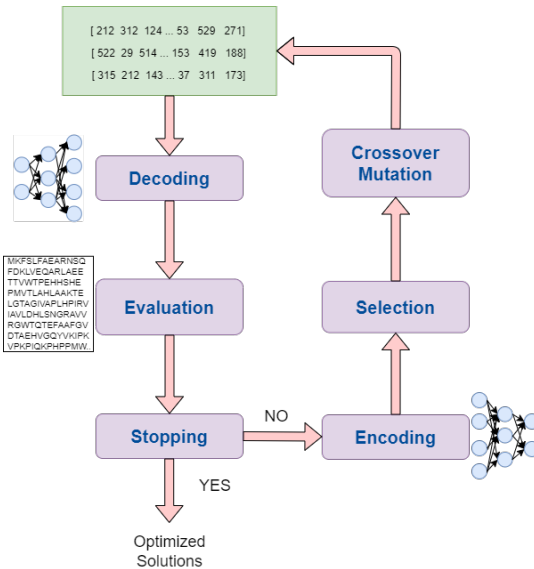 [ 212 312 124 ... 53 529 271]
[ 522 29 514 ... 153 419 188]
[ 315 212 143 ... 37 311 173]
Crossover
Mutation
Decoding
MKFSLFAEARNSQ
FDKLVEQARLAEE
TTVWTPEHHSHE
PMVTLAHLAAKTE
LGTAGIVAPLHPIRV
IAVLDHLSNGRAVV
RGWTQTEFAAFGV
DTAEHVGQYVKIPK
VPKPIQKPHPPMW..
Evaluation
Selection
Stopping
NO
Encoding
YES
Optimized
Solutions